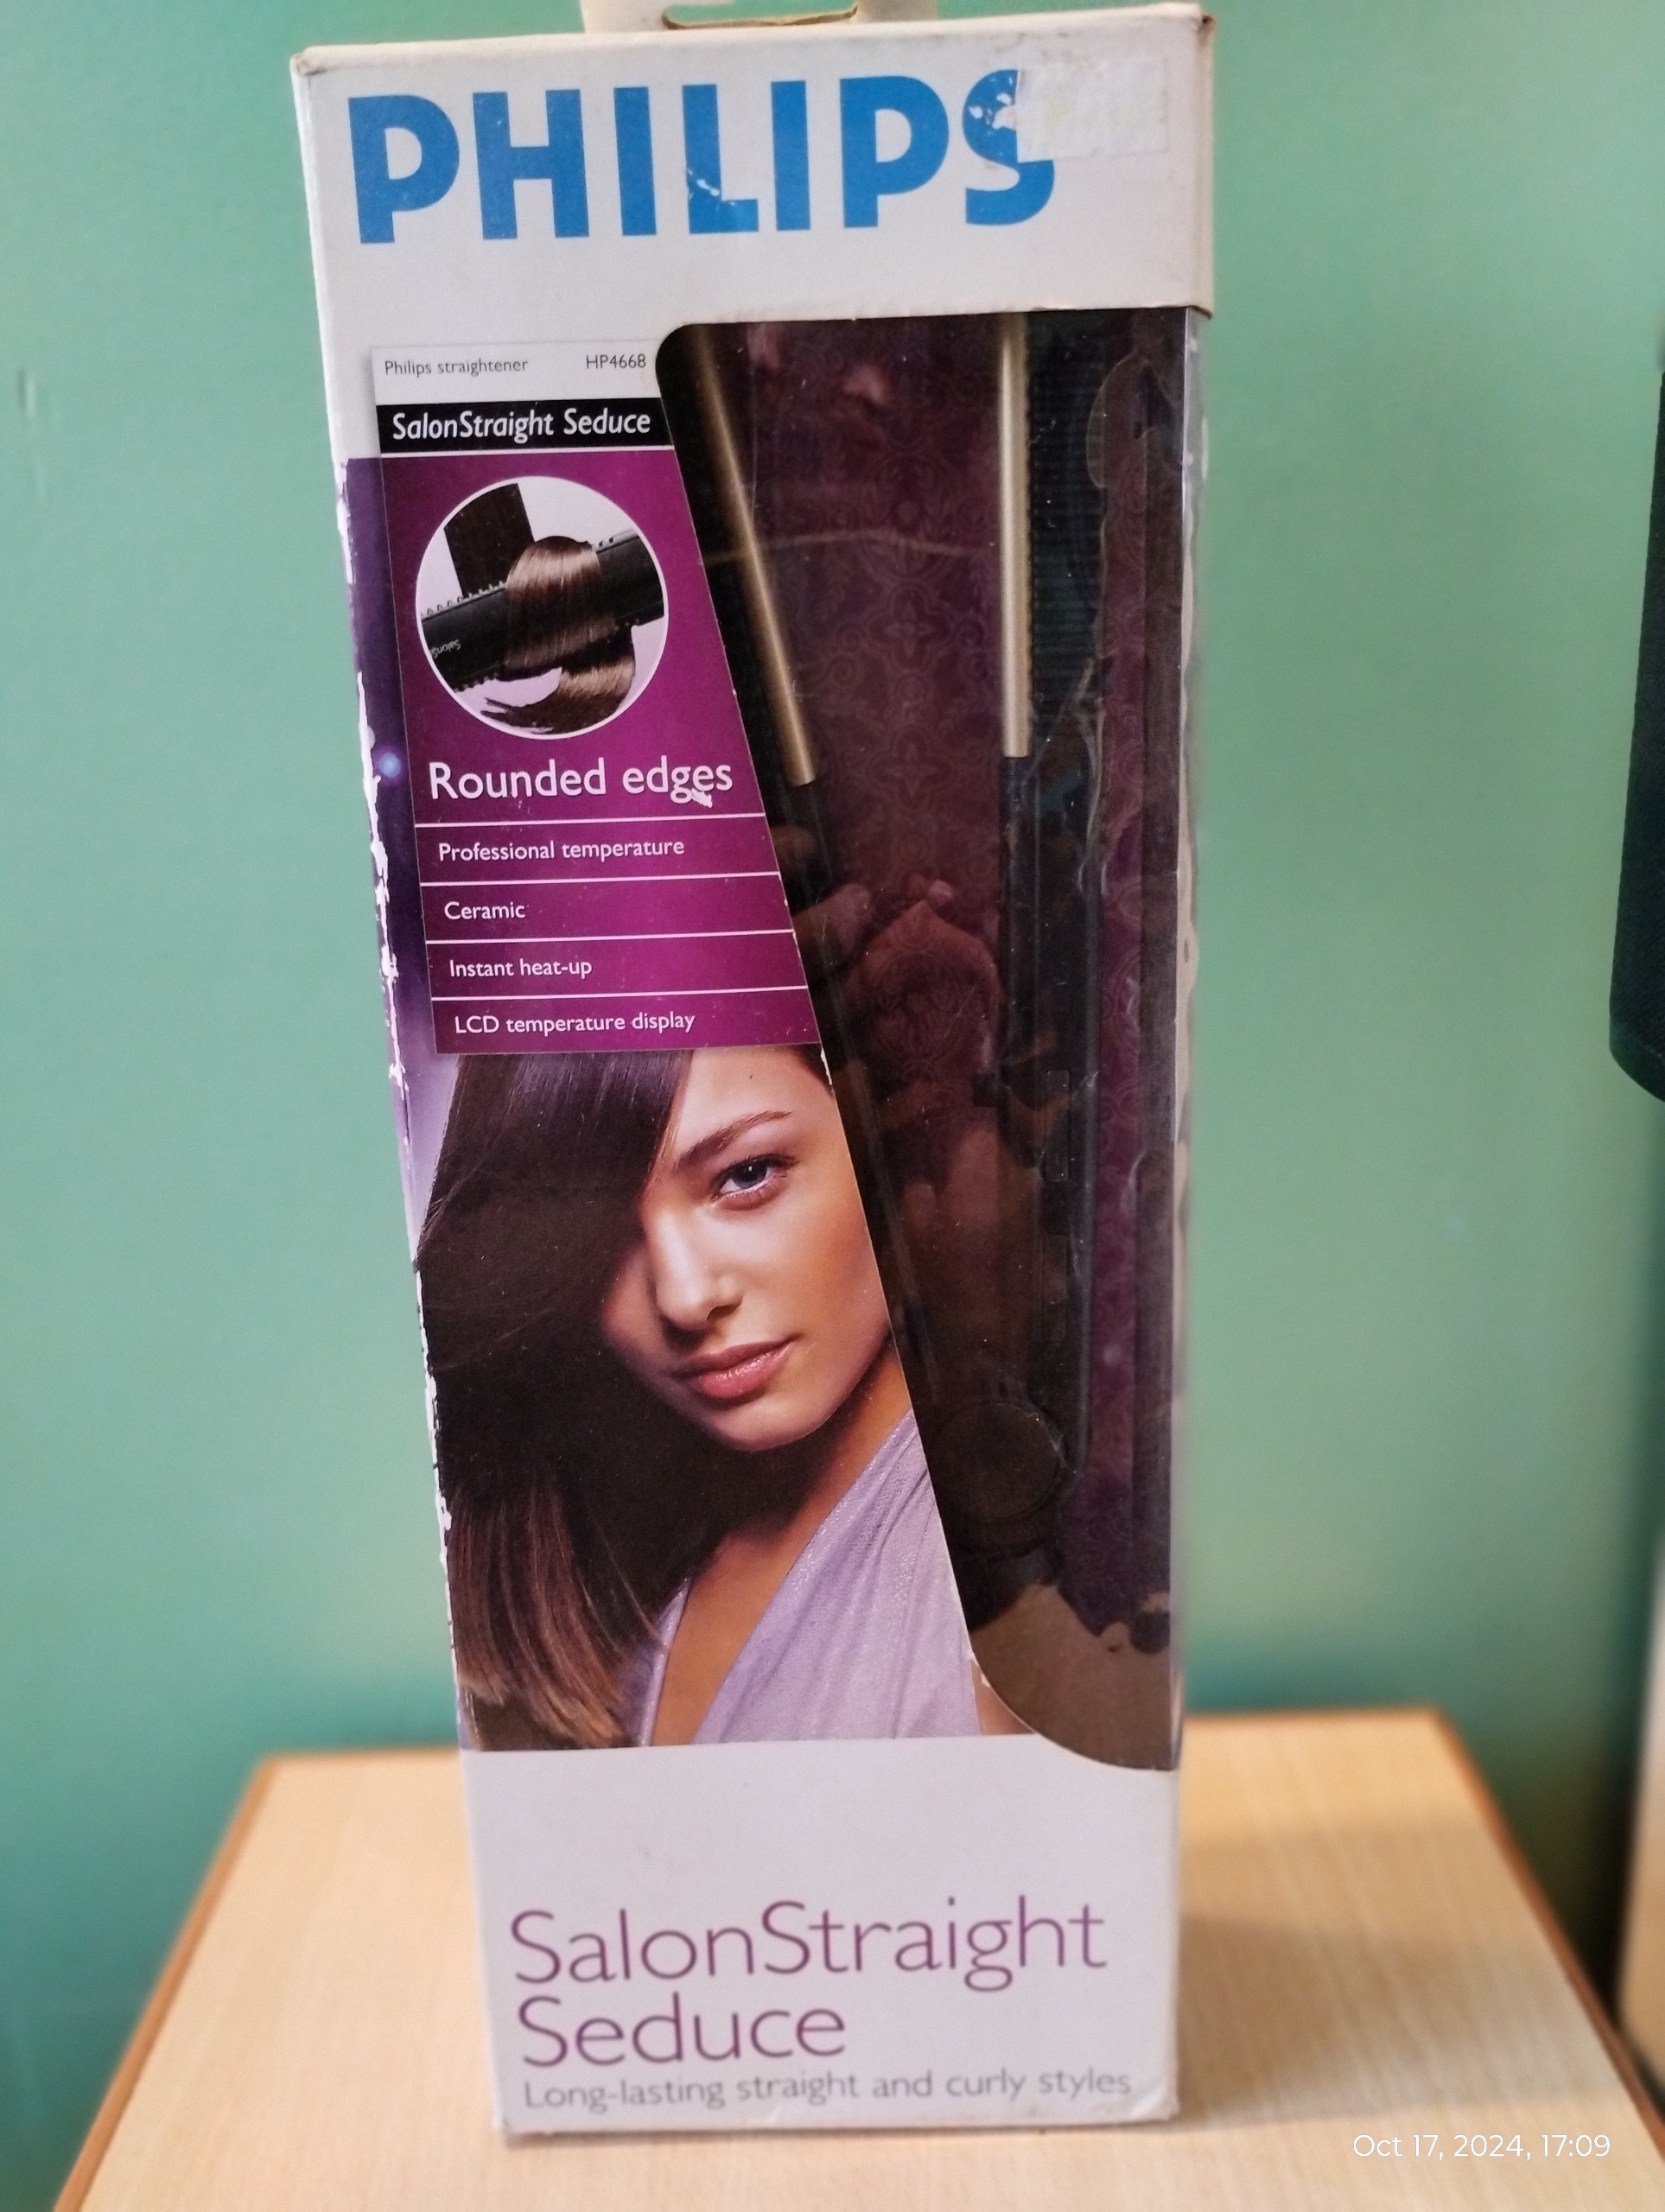 PHILIPS
Philips straightener HP4668
SalonStraight Seduce
Rounded edges
Professional temperature
Ceramic
Instant heat-up
LCD temperature display
SalonStraight
Seduce
Long-lasting straight and curly styles
Oct 17, 2024, 17:09